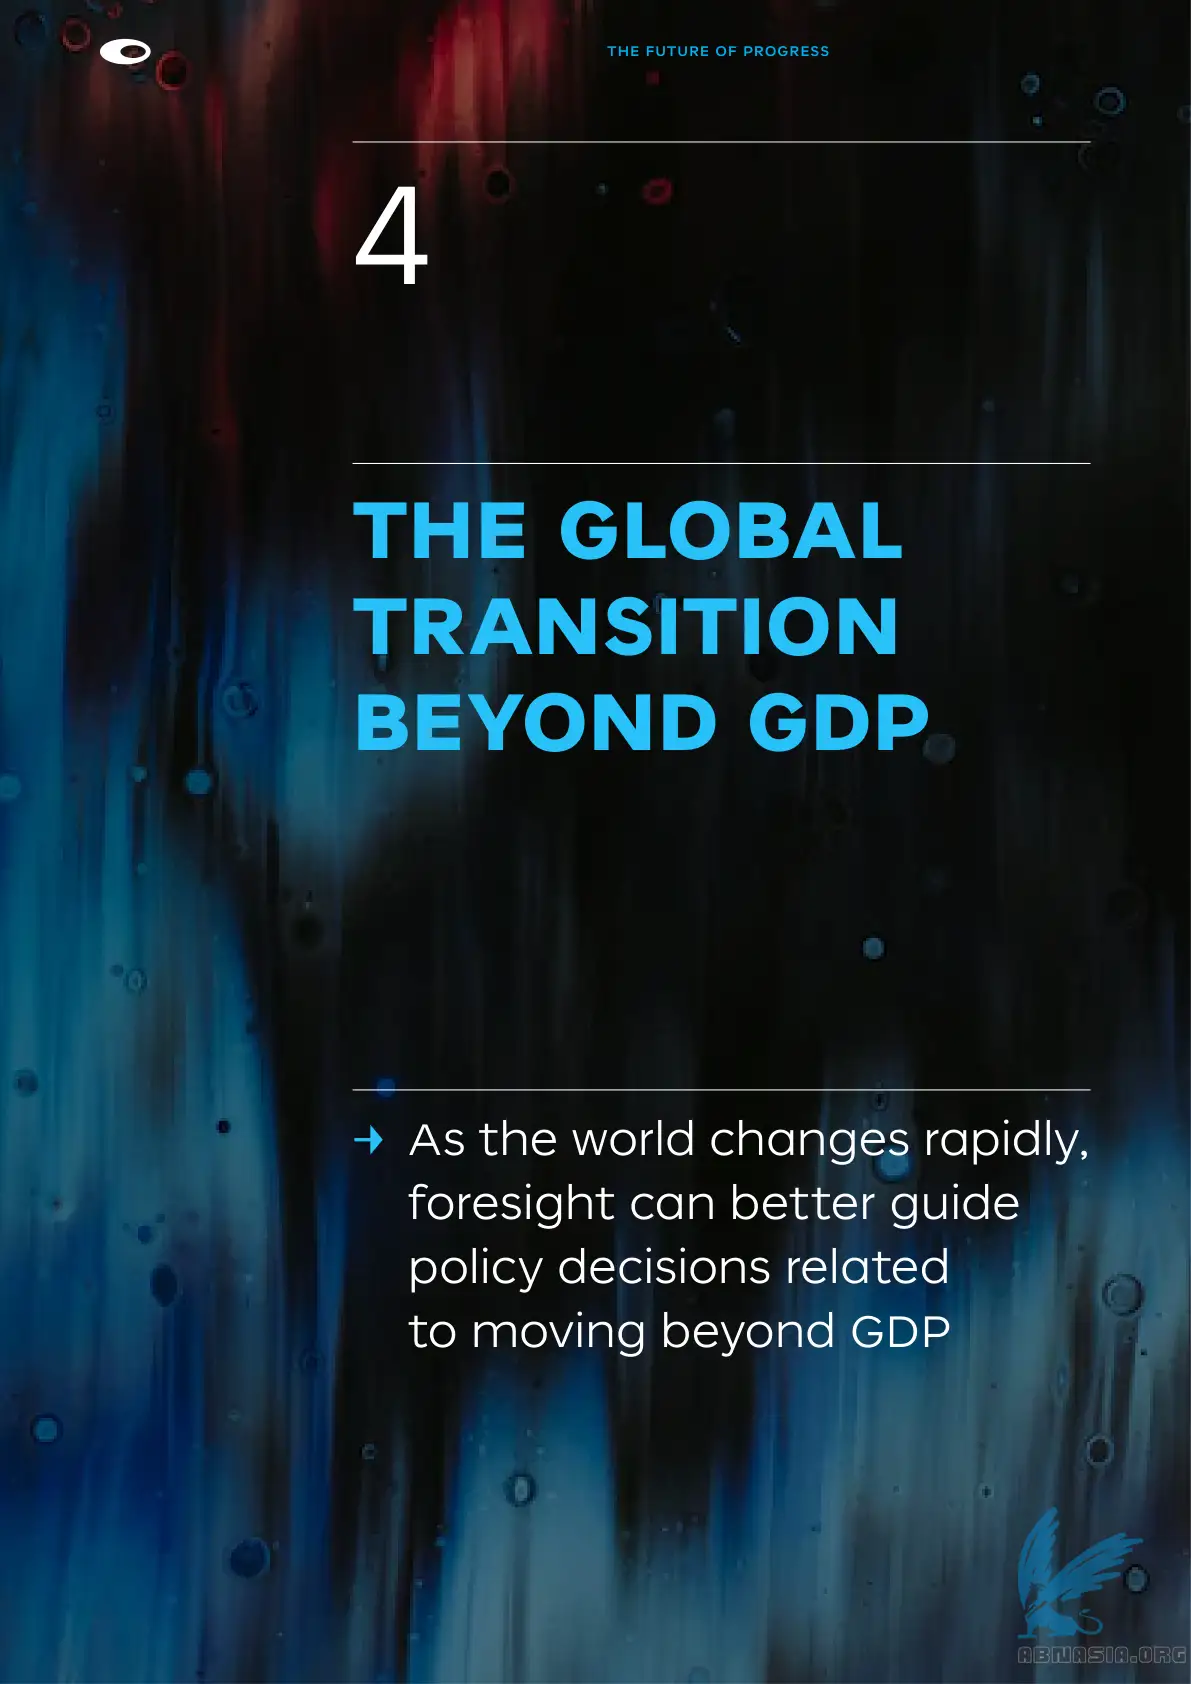 THE FUTURE OF PROGRESS
4
THE GLOBAL
TRANSITION
BEYOND GDP
As the world changes rapidly,
foresight can better guide
policy decisions related
to moving beyond GDP
ABNASIA.ORG